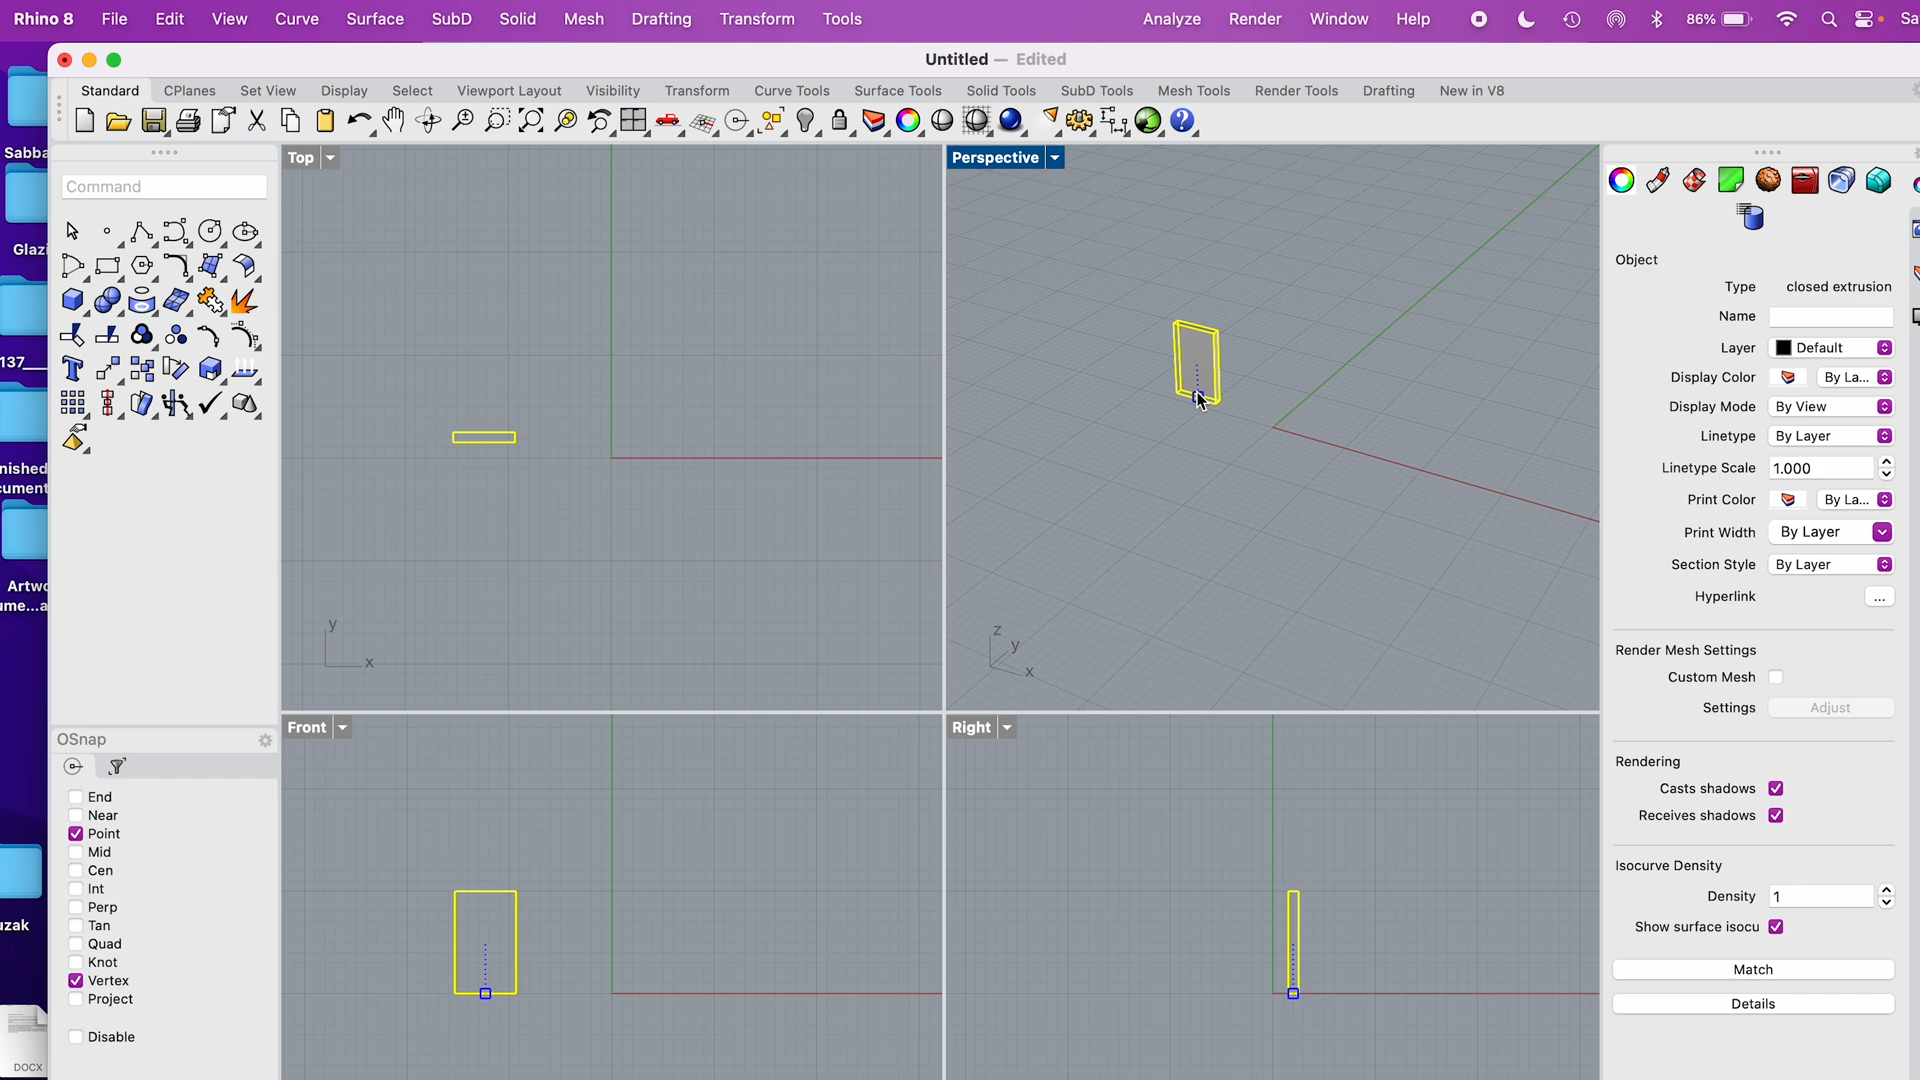 Rhino 8 File Edit View Curve Surface SubD Solid Mesh Drafting Transform Tools Analyze Render Window Help 86% Sa
Untitled — Edited
Standard CPlanes Set View Display Select Viewport Layout Visibility Transform Curve Tools Surface Tools Solid Tools SubD Tools Mesh Tools Render Tools Drafting New in V8
Sabba
Glazi
137__
nished
cument
Artwo
ume...a
uzak
DOCX
Command
Top
y
x
Perspective
z
y
x
Front
Right
OSnap
End
Near
Point
Mid
Cen
Int
Perp
Tan
Quad
Knot
Vertex
Project
Disable
Object
Type closed extrusion
Name
Layer Default
Display Color By La...
Display Mode By View
Linetype By Layer
Linetype Scale 1.000
Print Color By La...
Print Width By Layer
Section Style By Layer
Hyperlink ...
Render Mesh Settings
Custom Mesh
Settings Adjust
Rendering
Casts shadows
Receives shadows
Isocurve Density
Density 1
Show surface isocu
Match
Details